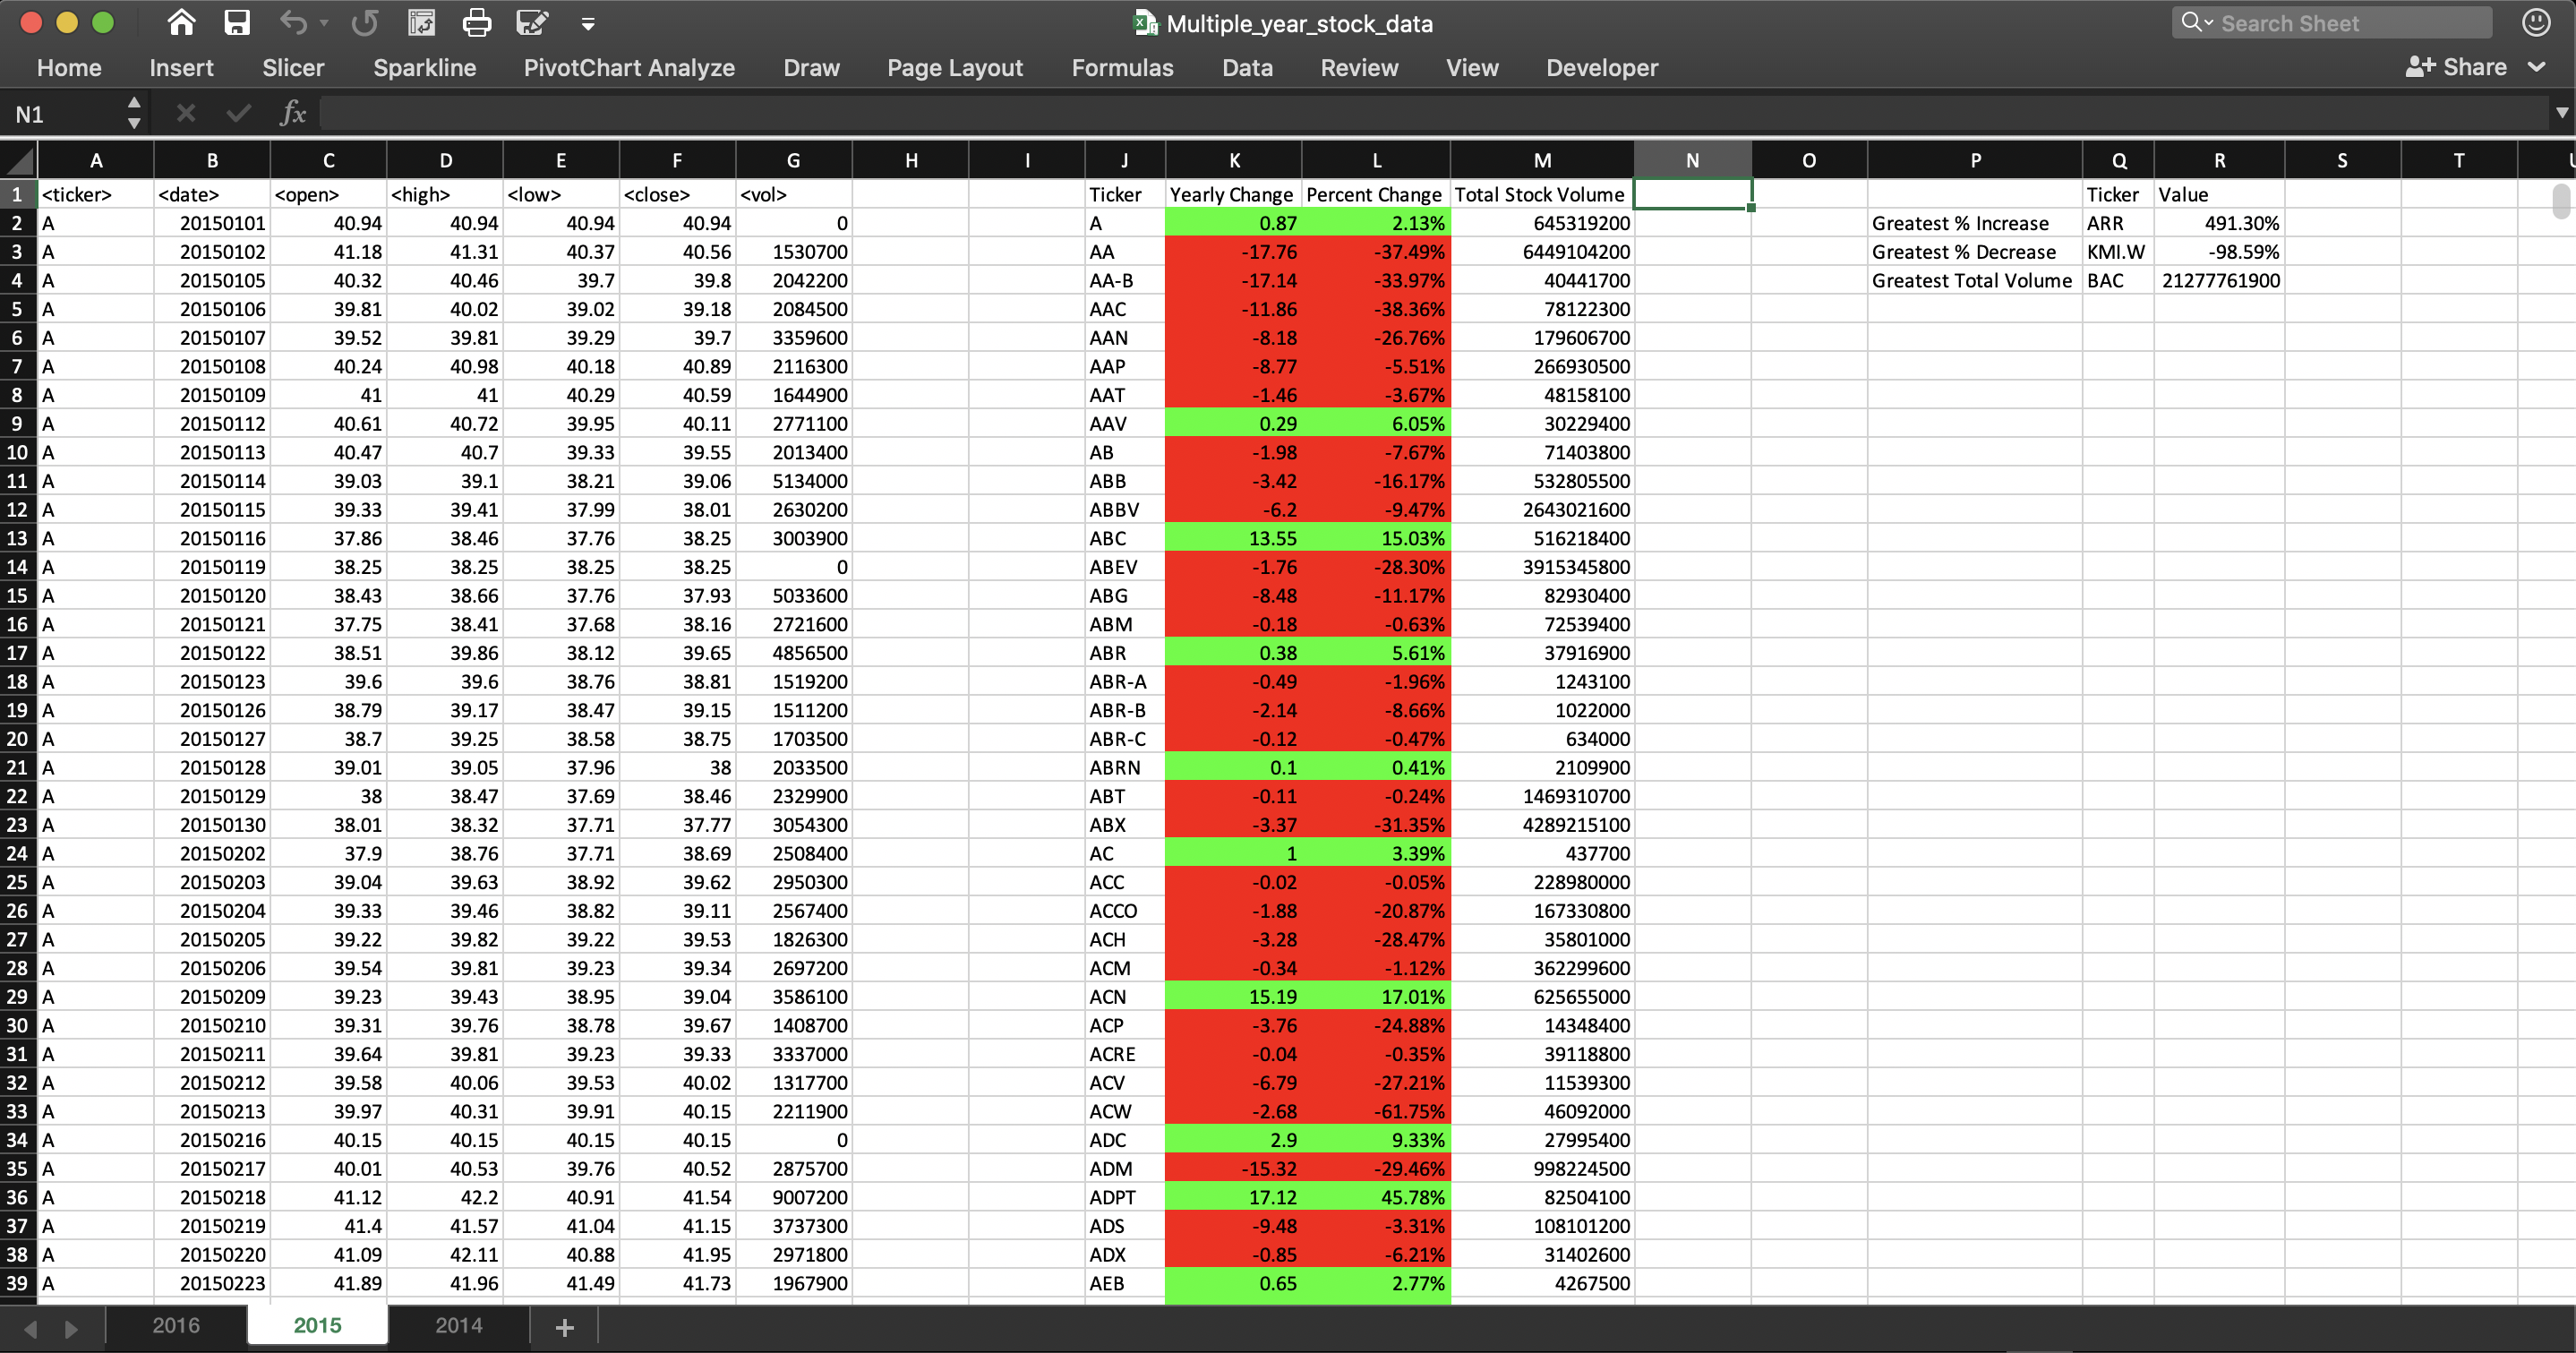 Multiple_year_stock_data
Search Sheet
Home Insert Slicer Sparkline PivotChart Analyze Draw Page Layout Formulas Data Review View Developer Share
N1 fx
A B C D E F G H I J K L M N O P Q R S T
1 <ticker> <date> <open> <high> <low> <close> <vol> Ticker Yearly Change Percent Change Total Stock Volume Ticker Value
2 A 20150101 40.94 40.94 40.94 40.94 0 A 0.87 2.13% 645319200 Greatest % Increase ARR 491.30%
3 A 20150102 41.18 41.31 40.37 40.56 1530700 AA -17.76 -37.49% 6449104200 Greatest % Decrease KMI.W -98.59%
4 A 20150105 40.32 40.46 39.7 39.8 2042200 AA-B -17.14 -33.97% 40441700 Greatest Total Volume BAC 21277761900
5 A 20150106 39.81 40.02 39.02 39.18 2084500 AAC -11.86 -38.36% 78122300
6 A 20150107 39.52 39.81 39.29 39.7 3359600 AAN -8.18 -26.76% 179606700
7 A 20150108 40.24 40.98 40.18 40.89 2116300 AAP -8.77 -5.51% 266930500
8 A 20150109 41 41 40.29 40.59 1644900 AAT -1.46 -3.67% 48158100
9 A 20150112 40.61 40.72 39.95 40.11 2771100 AAV 0.29 6.05% 30229400
10 A 20150113 40.47 40.7 39.33 39.55 2013400 AB -1.98 -7.67% 71403800
11 A 20150114 39.03 39.1 38.21 39.06 5134000 ABB -3.42 -16.17% 532805500
12 A 20150115 39.33 39.41 37.99 38.01 2630200 ABBV -6.2 -9.47% 2643021600
13 A 20150116 37.86 38.46 37.76 38.25 3003900 ABC 13.55 15.03% 516218400
14 A 20150119 38.25 38.25 38.25 38.25 0 ABEV -1.76 -28.30% 3915345800
15 A 20150120 38.43 38.66 37.76 37.93 5033600 ABG -8.48 -11.17% 82930400
16 A 20150121 37.75 38.41 37.68 38.16 2721600 ABM -0.18 -0.63% 72539400
17 A 20150122 38.51 39.86 38.12 39.65 4856500 ABR 0.38 5.61% 37916900
18 A 20150123 39.6 39.6 38.76 38.81 1519200 ABR-A -0.49 -1.96% 1243100
19 A 20150126 38.79 39.17 38.47 39.15 1511200 ABR-B -2.14 -8.66% 1022000
20 A 20150127 38.7 39.25 38.58 38.75 1703500 ABR-C -0.12 -0.47% 634000
21 A 20150128 39.01 39.05 37.96 38 2033500 ABRN 0.1 0.41% 2109900
22 A 20150129 38 38.47 37.69 38.46 2329900 ABT -0.11 -0.24% 1469310700
23 A 20150130 38.01 38.32 37.71 37.77 3054300 ABX -3.37 -31.35% 4289215100
24 A 20150202 37.9 38.76 37.71 38.69 2508400 AC 1 3.39% 437700
25 A 20150203 39.04 39.63 38.92 39.62 2950300 ACC -0.02 -0.05% 228980000
26 A 20150204 39.33 39.46 38.82 39.11 2567400 ACCO -1.88 -20.87% 167330800
27 A 20150205 39.22 39.82 39.22 39.53 1826300 ACH -3.28 -28.47% 35801000
28 A 20150206 39.54 39.81 39.23 39.34 2697200 ACM -0.34 -1.12% 362299600
29 A 20150209 39.23 39.43 38.95 39.04 3586100 ACN 15.19 17.01% 625655000
30 A 20150210 39.31 39.76 38.78 39.67 1408700 ACP -3.76 -24.88% 14348400
31 A 20150211 39.64 39.81 39.23 39.33 3337000 ACRE -0.04 -0.35% 39118800
32 A 20150212 39.58 40.06 39.53 40.02 1317700 ACV -6.79 -27.21% 11539300
33 A 20150213 39.97 40.31 39.91 40.15 2211900 ACW -2.68 -61.75% 46092000
34 A 20150216 40.15 40.15 40.15 40.15 0 ADC 2.9 9.33% 27995400
35 A 20150217 40.01 40.53 39.76 40.52 2875700 ADM -15.32 -29.46% 998224500
36 A 20150218 41.12 42.2 40.91 41.54 9007200 ADPT 17.12 45.78% 82504100
37 A 20150219 41.4 41.57 41.04 41.15 3737300 ADS -9.48 -3.31% 108101200
38 A 20150220 41.09 42.11 40.88 41.95 2971800 ADX -0.85 -6.21% 31402600
39 A 20150223 41.89 41.96 41.49 41.73 1967900 AEB 0.65 2.77% 4267500
2016 2015 2014 +